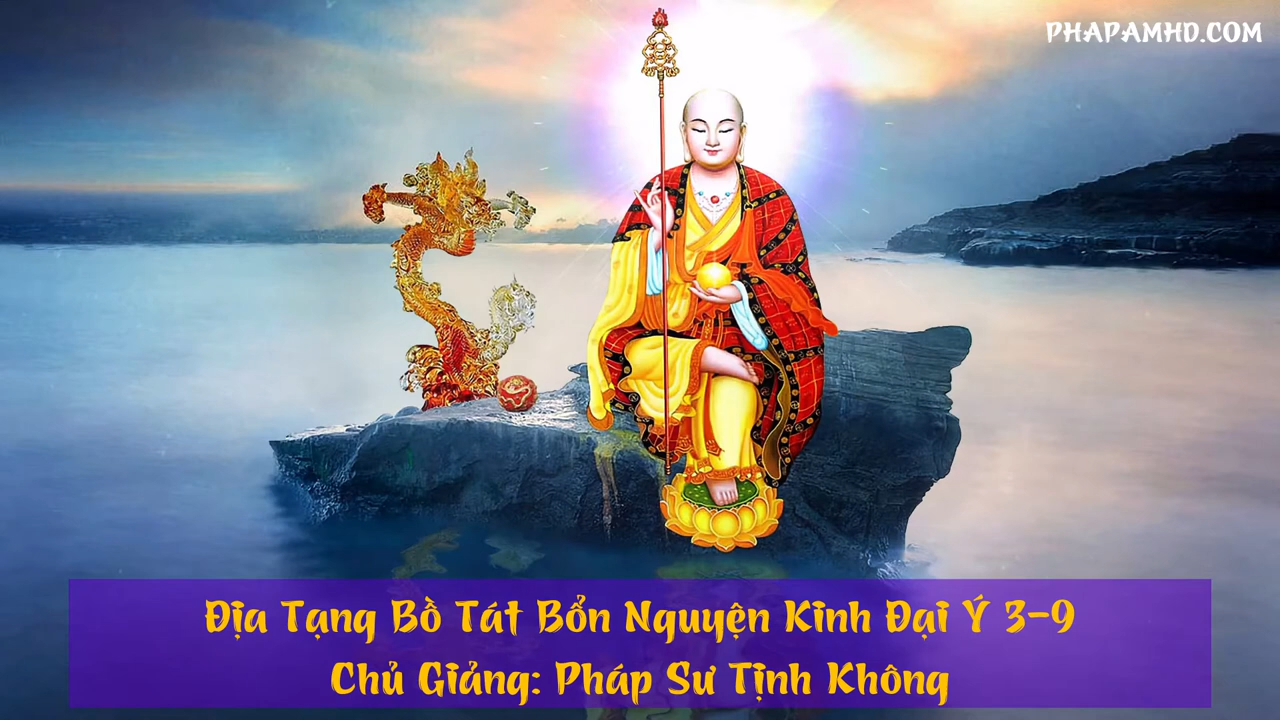 PHAPAMHD.COM
Địa Tạng Bồ Tát Bổn Nguyện Kinh Đại Ý 3-9
Chủ Giảng: Pháp Sư Tịnh Không